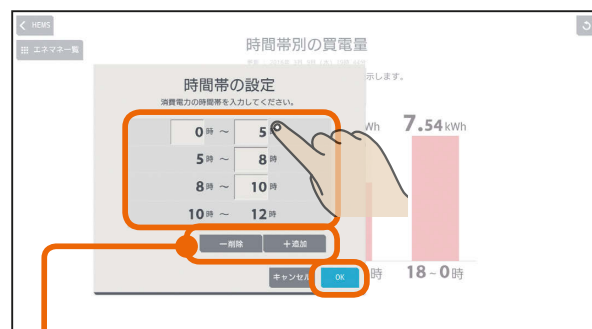 HEMS
エネマネ一覧
時間帯別の買電量
示します。
時間帯の設定
消費電力の時間帯を入力してください。
0時 ～ 5時
5時 ～ 8時
8時 ～ 10時
10時 ～ 12時
ー削除 ＋追加
キャンセル OK
Wh 7.54kWh
時 18~0時